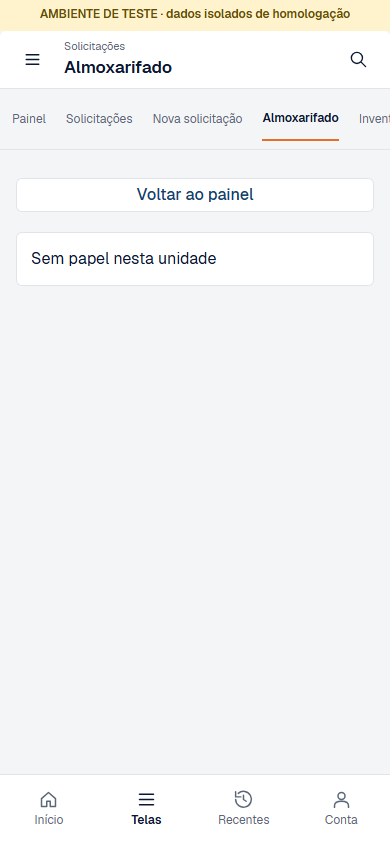 AMBIENTE DE TESTE · dados isolados de homologação
Solicitações
Almoxarifado
Painel Solicitações Nova solicitação Almoxarifado Invent
Voltar ao painel
Sem papel nesta unidade
Início Telas Recentes Conta